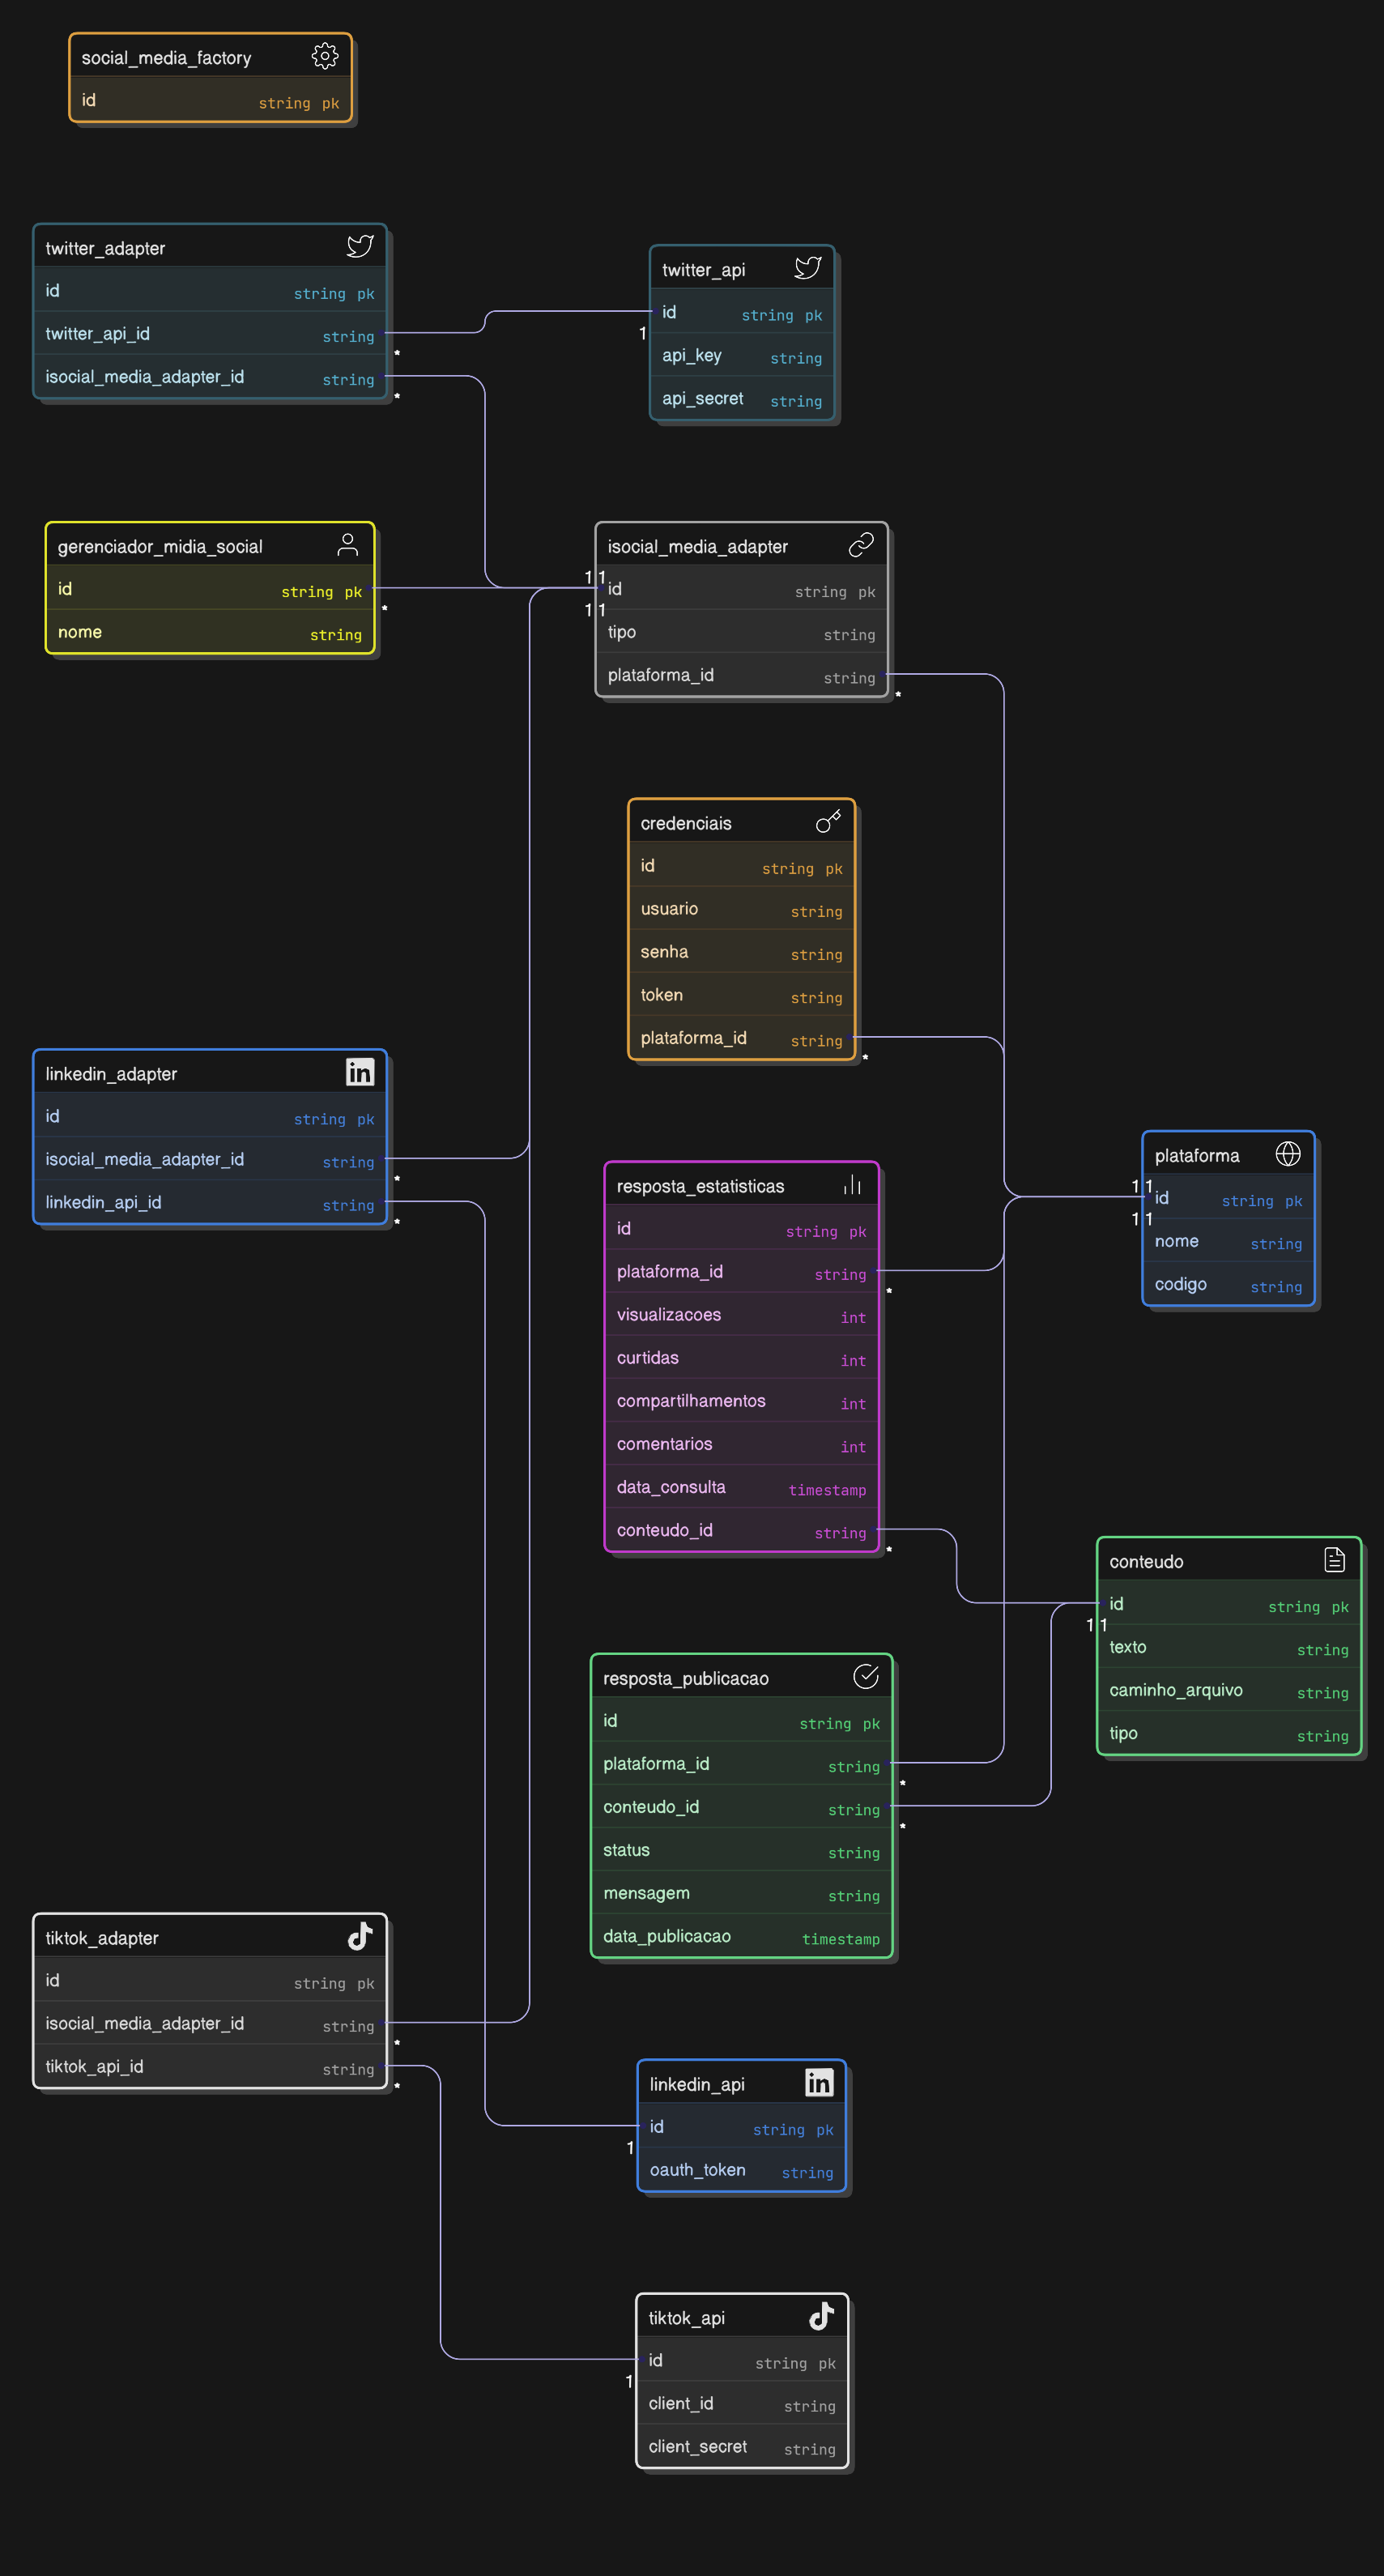 social_media_factory
id string pk
twitter_adapter
id string pk
twitter_api_id string
*
isocial_media_adapter_id string
*
twitter_api
id string pk
1
api_key string
api_secret string
gerenciador_midia_social
id string pk
*
nome string
isocial_media_adapter
1 1
id string pk
1 1
tipo string
plataforma_id string
*
credenciais
id string pk
usuario string
senha string
token string
plataforma_id string
*
linkedin_adapter
id string pk
isocial_media_adapter_id string
*
linkedin_api_id string
*
resposta_estatisticas
id string pk
plataforma_id string
*
visualizacoes int
curtidas int
compartilhamentos int
comentarios int
data_consulta timestamp
conteudo_id string
*
plataforma
1 1
id string pk
1 1
nome string
codigo string
conteudo
id string pk
1 1
texto string
caminho_arquivo string
tipo string
resposta_publicacao
id string pk
plataforma_id string
*
conteudo_id string
*
status string
mensagem string
data_publicacao timestamp
tiktok_adapter
id string pk
isocial_media_adapter_id string
*
tiktok_api_id string
*
linkedin_api
in
id string pk
1
oauth_token string
tiktok_api
id string pk
1
client_id string
client_secret string